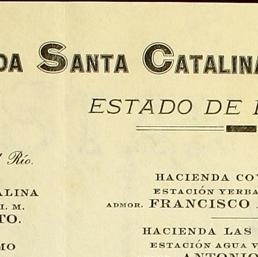 DA SANTA CATALINA
ESTADO DE
Río.
HACIENDA
ALINA
ESTACIÓN YERBA
I. M.
ADMOR. FRANCISCO
TO.
HACIENDA LAS
MO
ESTACIÓN AGUA
ANTONIO